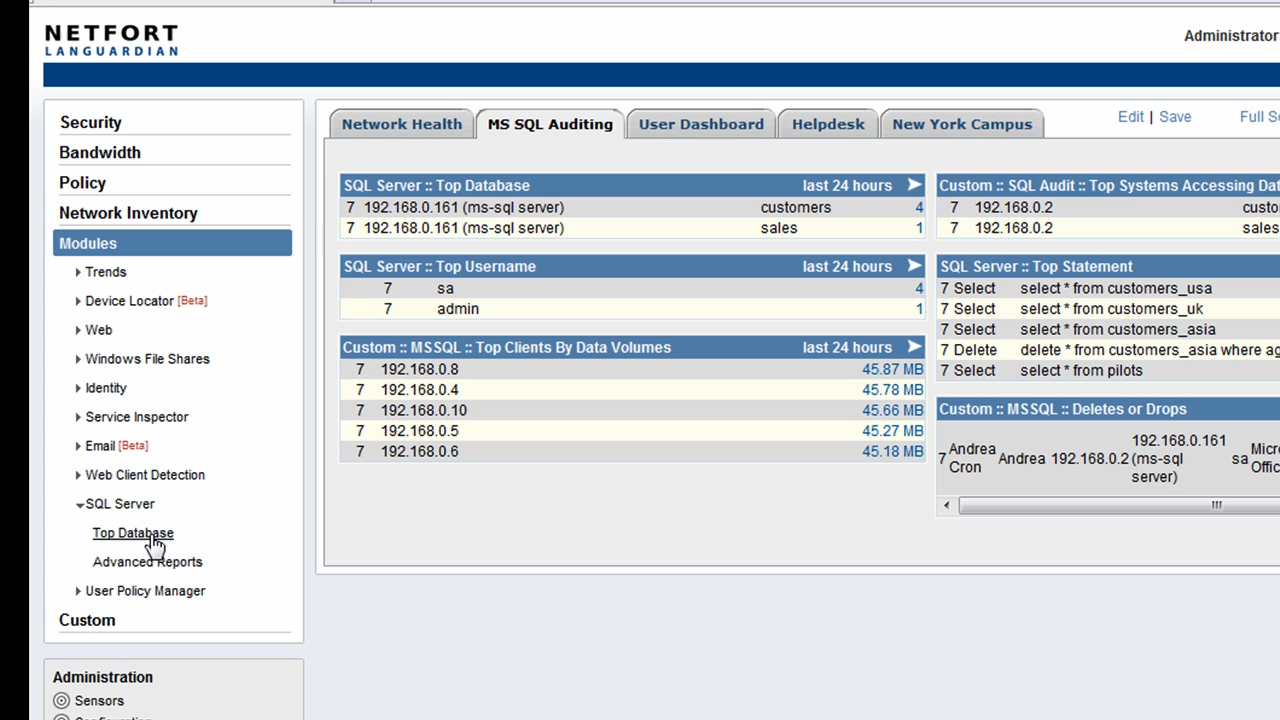 NETFORT
LANGUARDIAN
Administrator
Security
Bandwidth
Policy
Network Inventory
Modules
Trends
Device Locator [Beta]
Web
Windows File Shares
Identity
Service Inspector
Email [Beta]
Web Client Detection
SQL Server
Top Database
Advanced Reports
User Policy Manager
Custom
Administration
Sensors
Network Health
MS SQL Auditing
User Dashboard
Helpdesk
New York Campus
Edit | Save
Full
SQL Server :: Top Database last 24 hours
7 192.168.0.161 (ms-sql server) customers 4
7 192.168.0.161 (ms-sql server) sales 1
SQL Server :: Top Username last 24 hours
7 sa 4
7 admin 1
Custom :: MSSQL :: Top Clients By Data Volumes last 24 hours
7 192.168.0.8 45.87 MB
7 192.168.0.4 45.78 MB
7 192.168.0.10 45.66 MB
7 192.168.0.5 45.27 MB
7 192.168.0.6 45.18 MB
Custom :: SQL Audit :: Top Systems Accessing Dat
7 192.168.0.2 custo
7 192.168.0.2 sales
SQL Server :: Top Statement
7 Select select * from customers_usa
7 Select select * from customers_uk
7 Select select * from customers_asia
7 Delete delete * from customers_asia where ag
7 Select select * from pilots
Custom :: MSSQL :: Deletes or Drops
7 Andrea Cron Andrea 192.168.0.2 192.168.0.161 (ms-sql server) sa Micro Offic